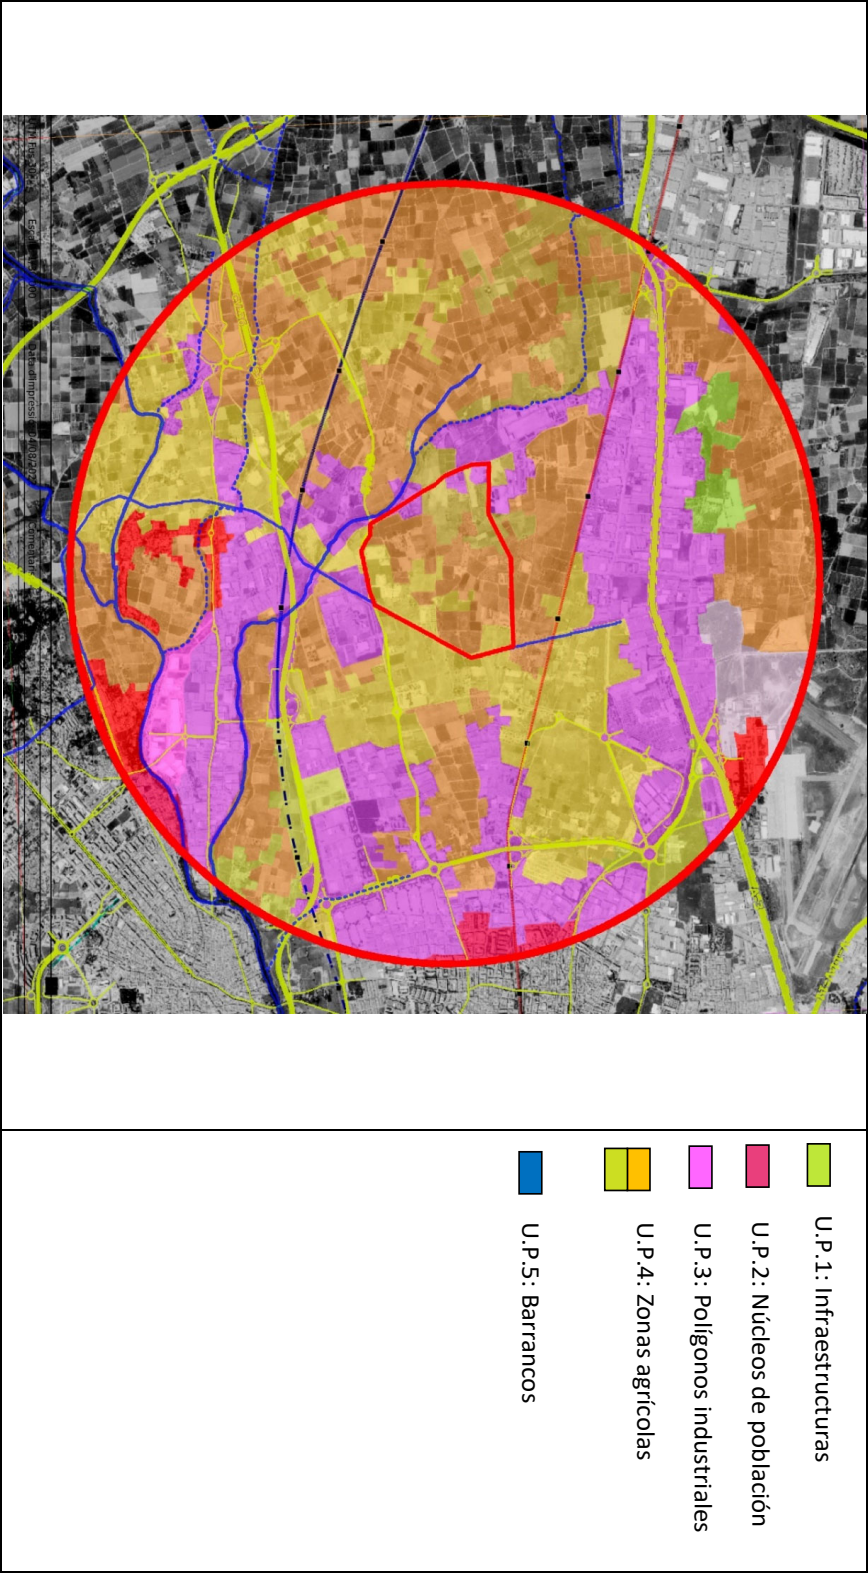 U.P.1: Infraestructuras
U.P.2: Núcleos de población
U.P.3: Polígonos industriales
U.P.4: Zonas agrícolas
U.P.5: Barrancos